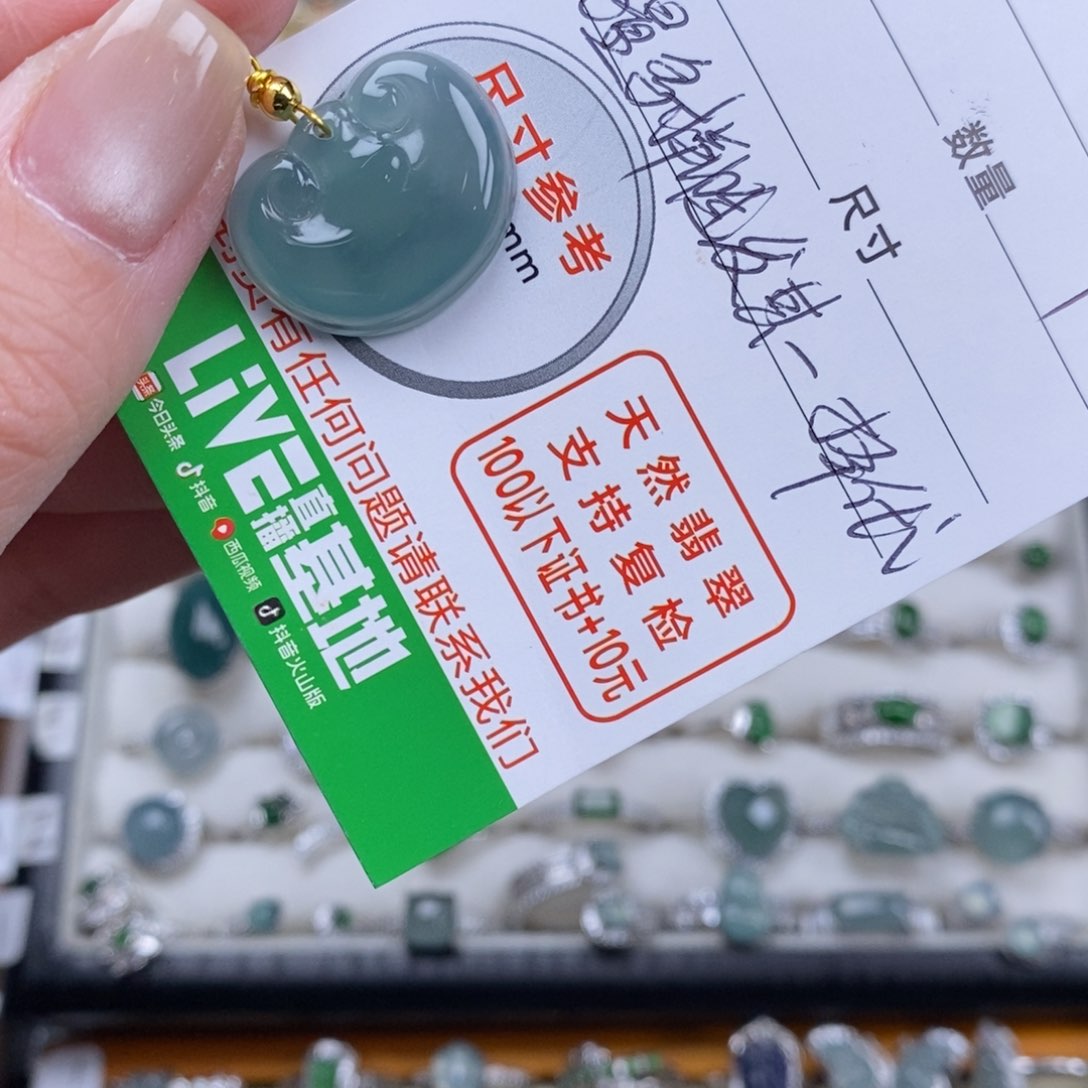 尺寸参考
mm
数量
尺寸
有任何问题请联系我们
LiVE直播基地
今日头条
抖音
西瓜视频
抖音火山版
天然翡翠
支持复检
100以下证书+10元